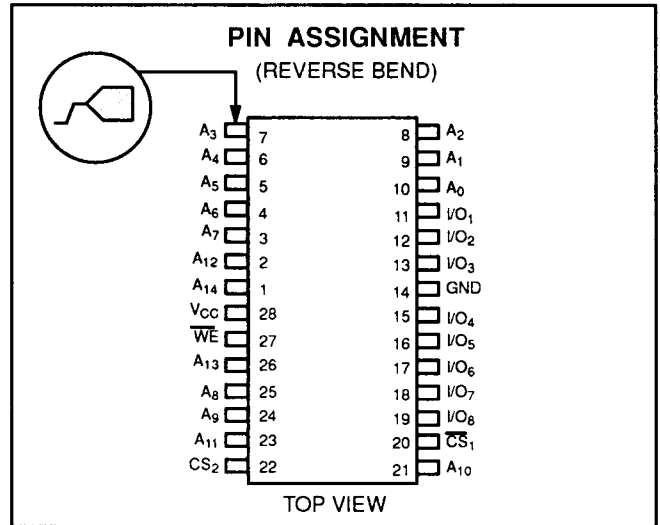 PIN ASSIGNMENT
(REVERSE BEND)
A₃ 7 8 A₂
A₄ 6 9 A₁
A₅ 5 10 A₀
A₆ 4 11 I/O₁
A₇ 3 12 I/O₂
A₁₂ 2 13 I/O₃
A₁₄ 1 14 GND
VCC 28 15 I/O₄
W̅E̅ 27 16 I/O₅
A₁₃ 26 17 I/O₆
A₈ 25 18 I/O₇
A₉ 24 19 I/O₈
A₁₁ 23 20 C̅S̅₁
CS₂ 22 21 A₁₀
TOP VIEW